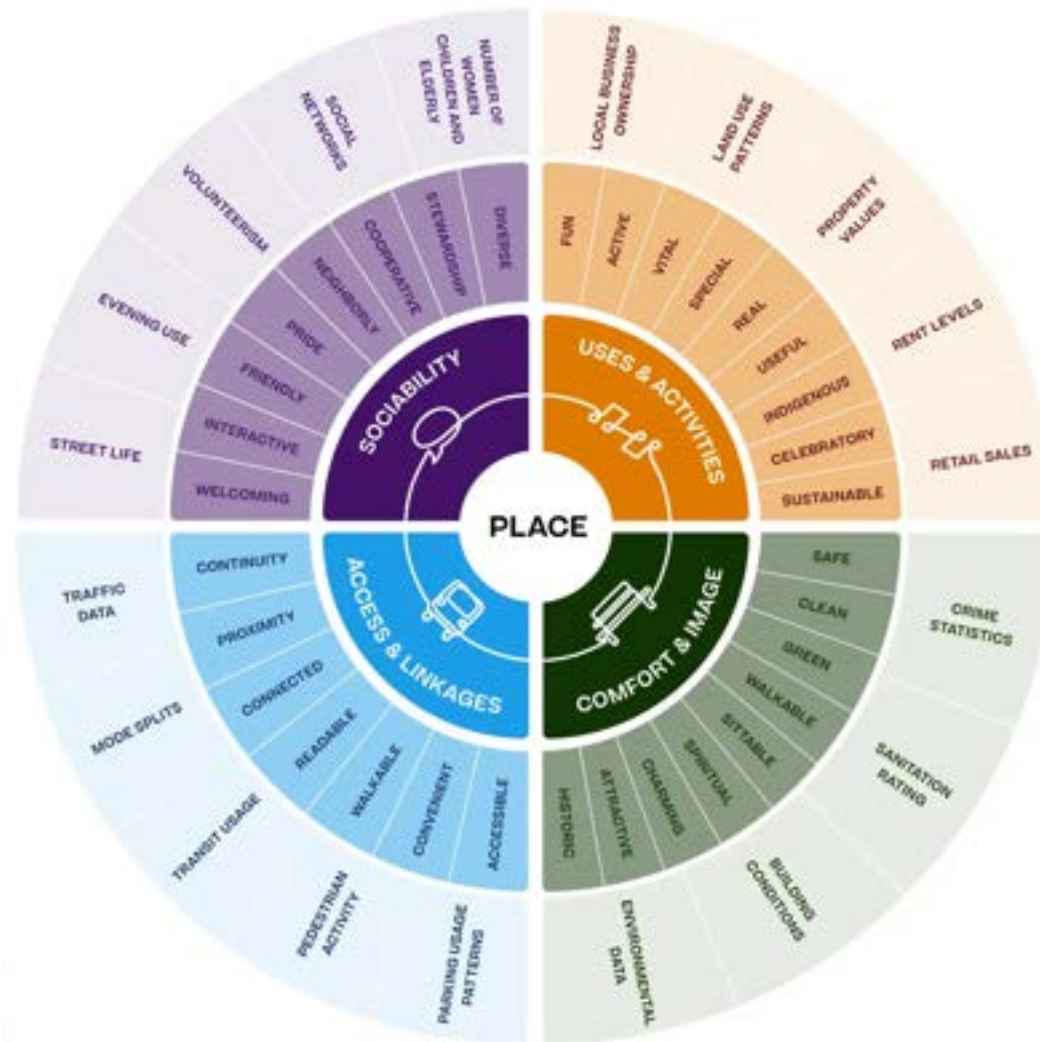 PLACE
SOCIABILITY
USES & ACTIVITIES
COMFORT & IMAGE
ACCESS & LINKAGES
WELCOMING
INTERACTIVE
FRIENDLY
PRIDE
NEIGHBORLY
COOPERATIVE
STEWARDSHIP
DIVERSE
FUN
ACTIVE
VITAL
SPECIAL
REAL
USEFUL
INDIGENOUS
CELEBRATORY
SUSTAINABLE
SAFE
CLEAN
GREEN
WALKABLE
SITTABLE
SPIRITUAL
CHARMING
ATTRACTIVE
HISTORIC
ACCESSIBLE
CONVENIENT
WALKABLE
READABLE
CONNECTED
PROXIMITY
CONTINUITY
STREET LIFE
EVENING USE
VOLUNTEERISM
SOCIAL
NETWORKS
NUMBER OF
WOMEN
CHILDREN AND
ELDERLY
LOCAL BUSINESS
OWNERSHIP
LAND USE
PATTERNS
PROPERTY
VALUES
RENT LEVELS
RETAIL SALES
CRIME
STATISTICS
SANITATION
RATING
BUILDING
CONDITIONS
ENVIRONMENTAL
DATA
PARKING USAGE
PATTERNS
PEDESTRIAN
ACTIVITY
TRANSIT USAGE
MODE SPLITS
TRAFFIC
DATA